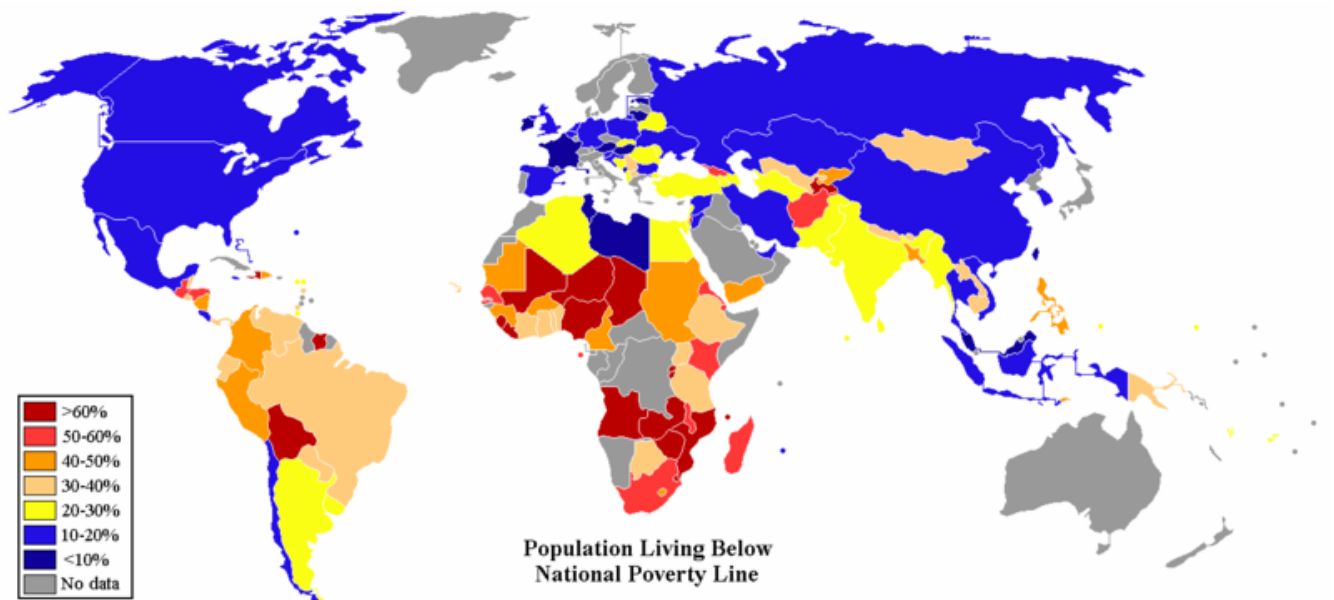 >60%
50-60%
40-50%
30-40%
20-30%
10-20%
<10%
No data
Population Living Below
National Poverty Line